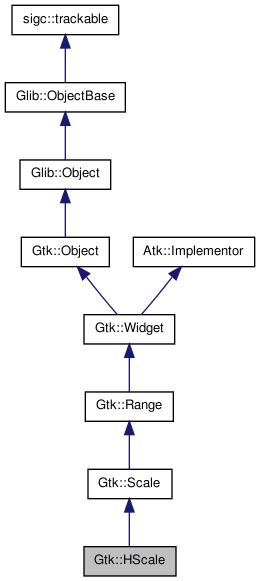 sigc::trackable
Glib::ObjectBase
Glib::Object
Gtk::Object
Atk::Implementor
Gtk::Widget
Gtk::Range
Gtk::Scale
Gtk::HScale